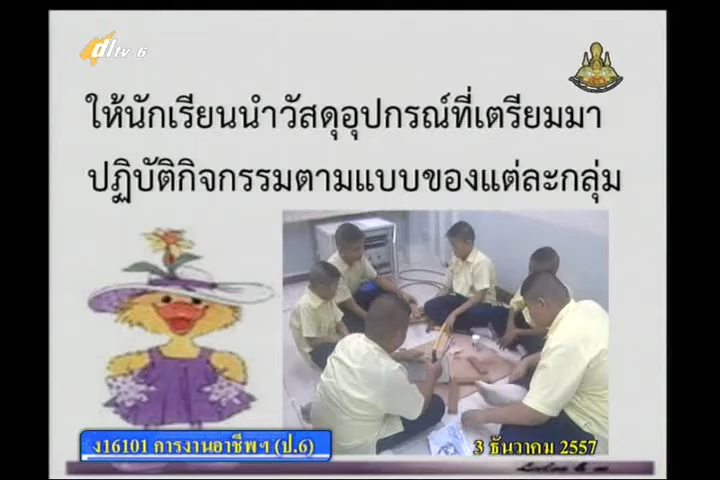 dltv 6
ให้นักเรียนนำวัสดุอุปกรณ์ที่เตรียมมา
ปฏิบัติกิจกรรมตามแบบของแต่ละกลุ่ม
ง16101 การงานอาชีพฯ (ป.6)
3 ธันวาคม 2557